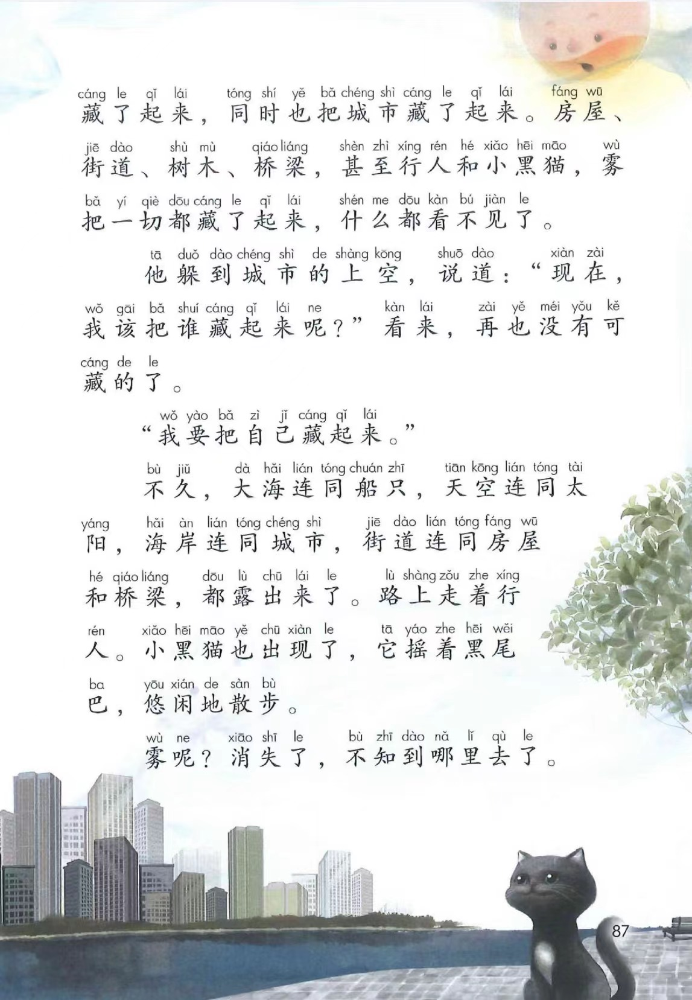 cáng le qǐ lái tóng shí yě bǎ chéng shì cáng le qǐ lái fáng wū
藏了起来，同时也把城市藏了起来。房屋、
jiē dào shù mù qiáo liáng shèn zhì xíng rén hé xiǎo hēi māo wù
街道、树木、桥梁，甚至行人和小黑猫，雾
bǎ yí qiè dōu cáng le qǐ lái shén me dōu kàn bú jiàn le
把一切都藏了起来，什么都看不见了。
tā duǒ dào chéng shì de shàng kōng shuō dào xiàn zài
他躲到城市的上空，说道：“现在，
wǒ gāi bǎ shuí cáng qǐ lái ne kàn lái zài yě méi yǒu kě
我该把谁藏起来呢？”看来，再也没有可
cáng de le
藏的了。
wǒ yào bǎ zì jǐ cáng qǐ lái
“我要把自己藏起来。”
bù jiǔ dà hǎi lián tóng chuán zhī tiān kōng lián tóng tài
不久，大海连同船只，天空连同太
yáng hǎi àn lián tóng chéng shì jiē dào lián tóng fáng wū
阳，海岸连同城市，街道连同房屋
hé qiáo liáng dōu lù chū lái le lù shàng zǒu zhe xíng
和桥梁，都露出来了。路上走着行
rén xiǎo hēi māo yě chū xiàn le tā yáo zhe hēi wěi
人。小黑猫也出现了，它摇着黑尾
ba yōu xián de sàn bù
巴，悠闲地散步。
wù ne xiāo shī le bù zhī dào nǎ lǐ qù le
雾呢？消失了，不知到哪里去了。
87